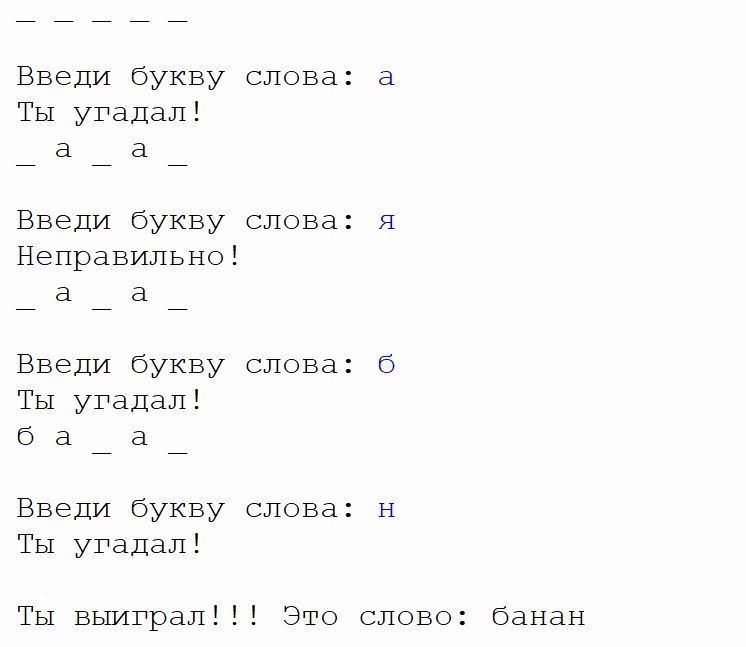 _ _ _ _ _
Введи букву слова: а
Ты угадал!
_ а _ а _
Введи букву слова: я
Неправильно!
_ а _ а _
Введи букву слова: б
Ты угадал!
б а _ а _
Введи букву слова: н
Ты угадал!
Ты выиграл!!! Это слово: банан